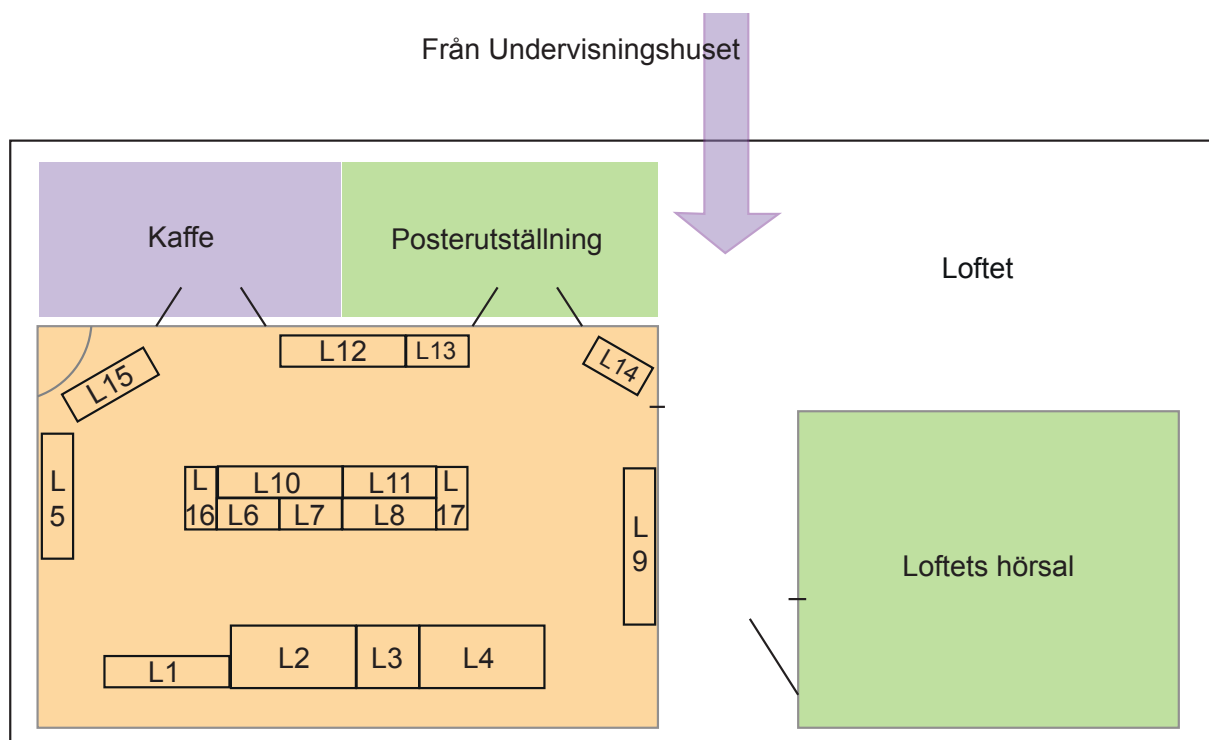 Från Undervisningshuset
Kaffe
Posterutställning
Loftet
L12
L13
L14
L15
L
5
L
16
L10
L11
L
17
L6
L7
L8
L
9
Loftets hörsal
L1
L2
L3
L4